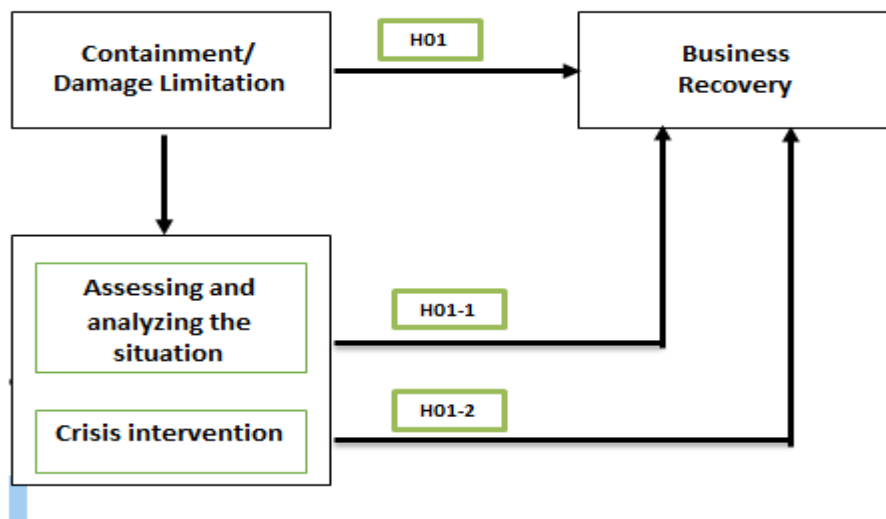 Containment/
Damage Limitation
H01
Business
Recovery
Assessing and
analyzing the
situation
H01-1
Crisis intervention
H01-2